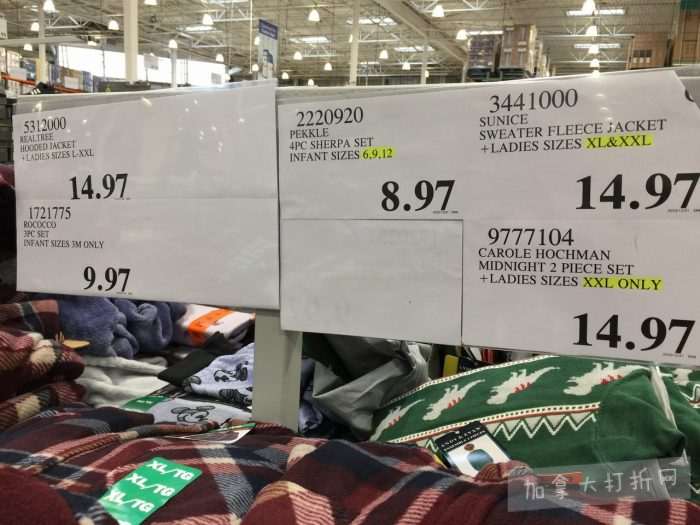 5312000
REALTREE
HOODED JACKET
+LADIES SIZES L-XXL
14.97
1721775
ROCOCCO
3PC SET
INFANT SIZES 3M ONLY
9.97
2220920
PEKKLE
4PC SHERPA SET
INFANT SIZES 6,9,12
8.97
3441000
SUNICE
SWEATER FLEECE JACKET
+LADIES SIZES XL&XXL
14.97
9777104
CAROLE HOCHMAN
MIDNIGHT 2 PIECE SET
+LADIES SIZES XXL ONLY
14.97
XL/TG
XL/TG
XL/TG
加拿大打折网